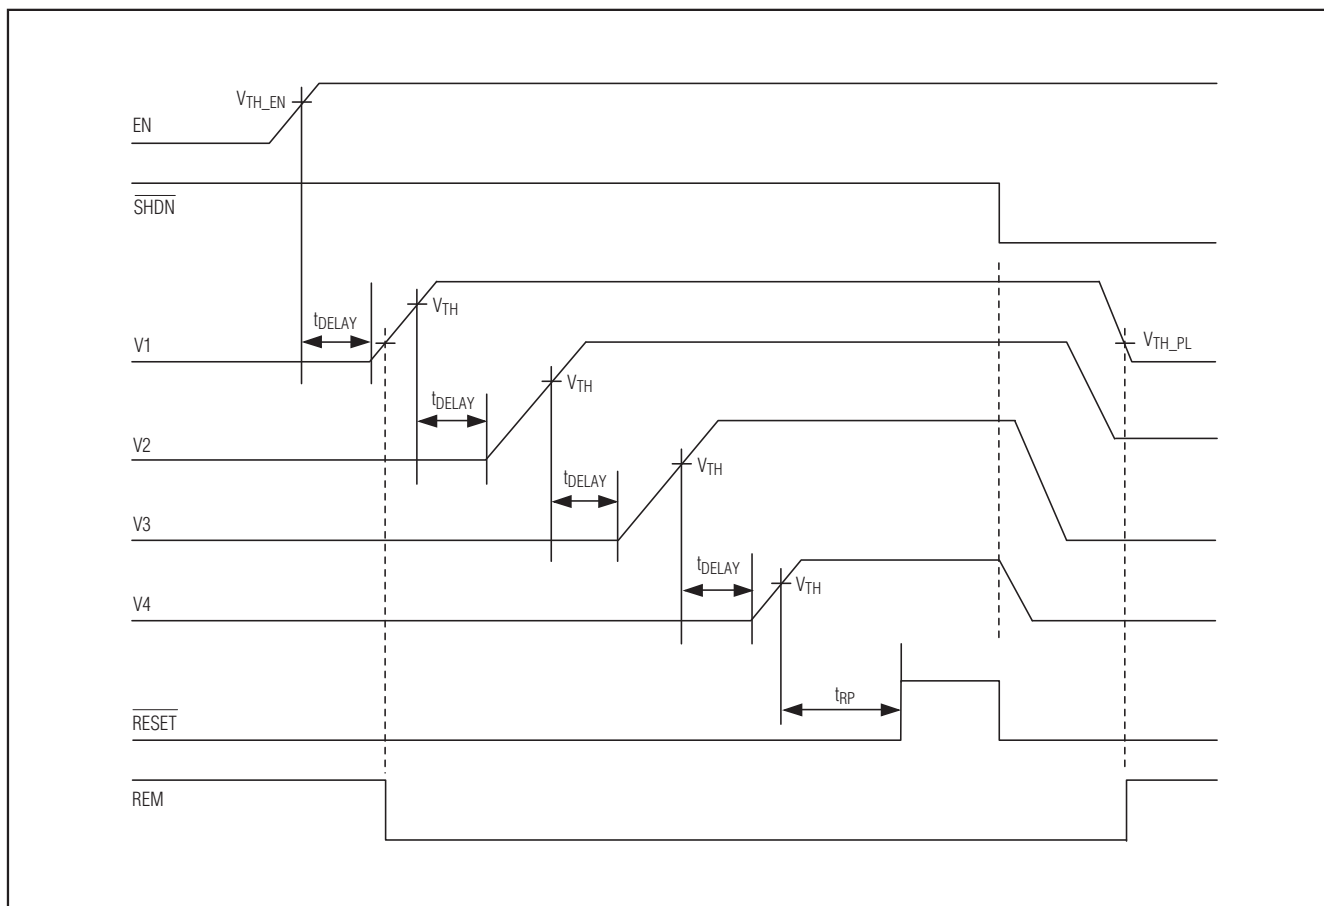 V_TH_EN
EN
SHDN
V_TH
t_DELAY
V1
V_TH_PL
V_TH
t_DELAY
V2
V_TH
t_DELAY
V3
t_DELAY
V_TH
V4
t_RP
RESET
REM